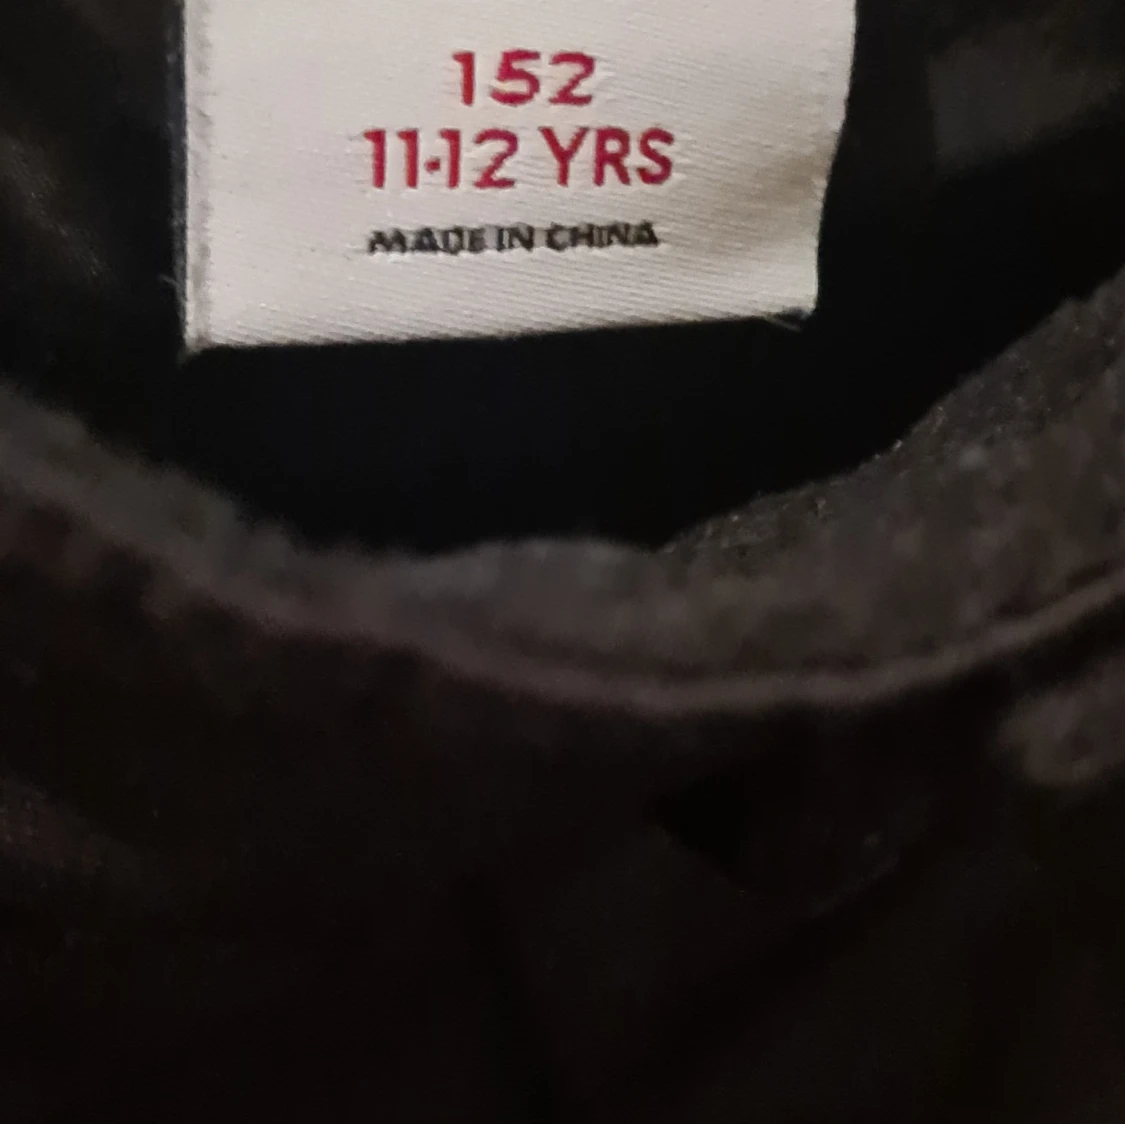 152
11-12 YRS
MADE IN CHINA